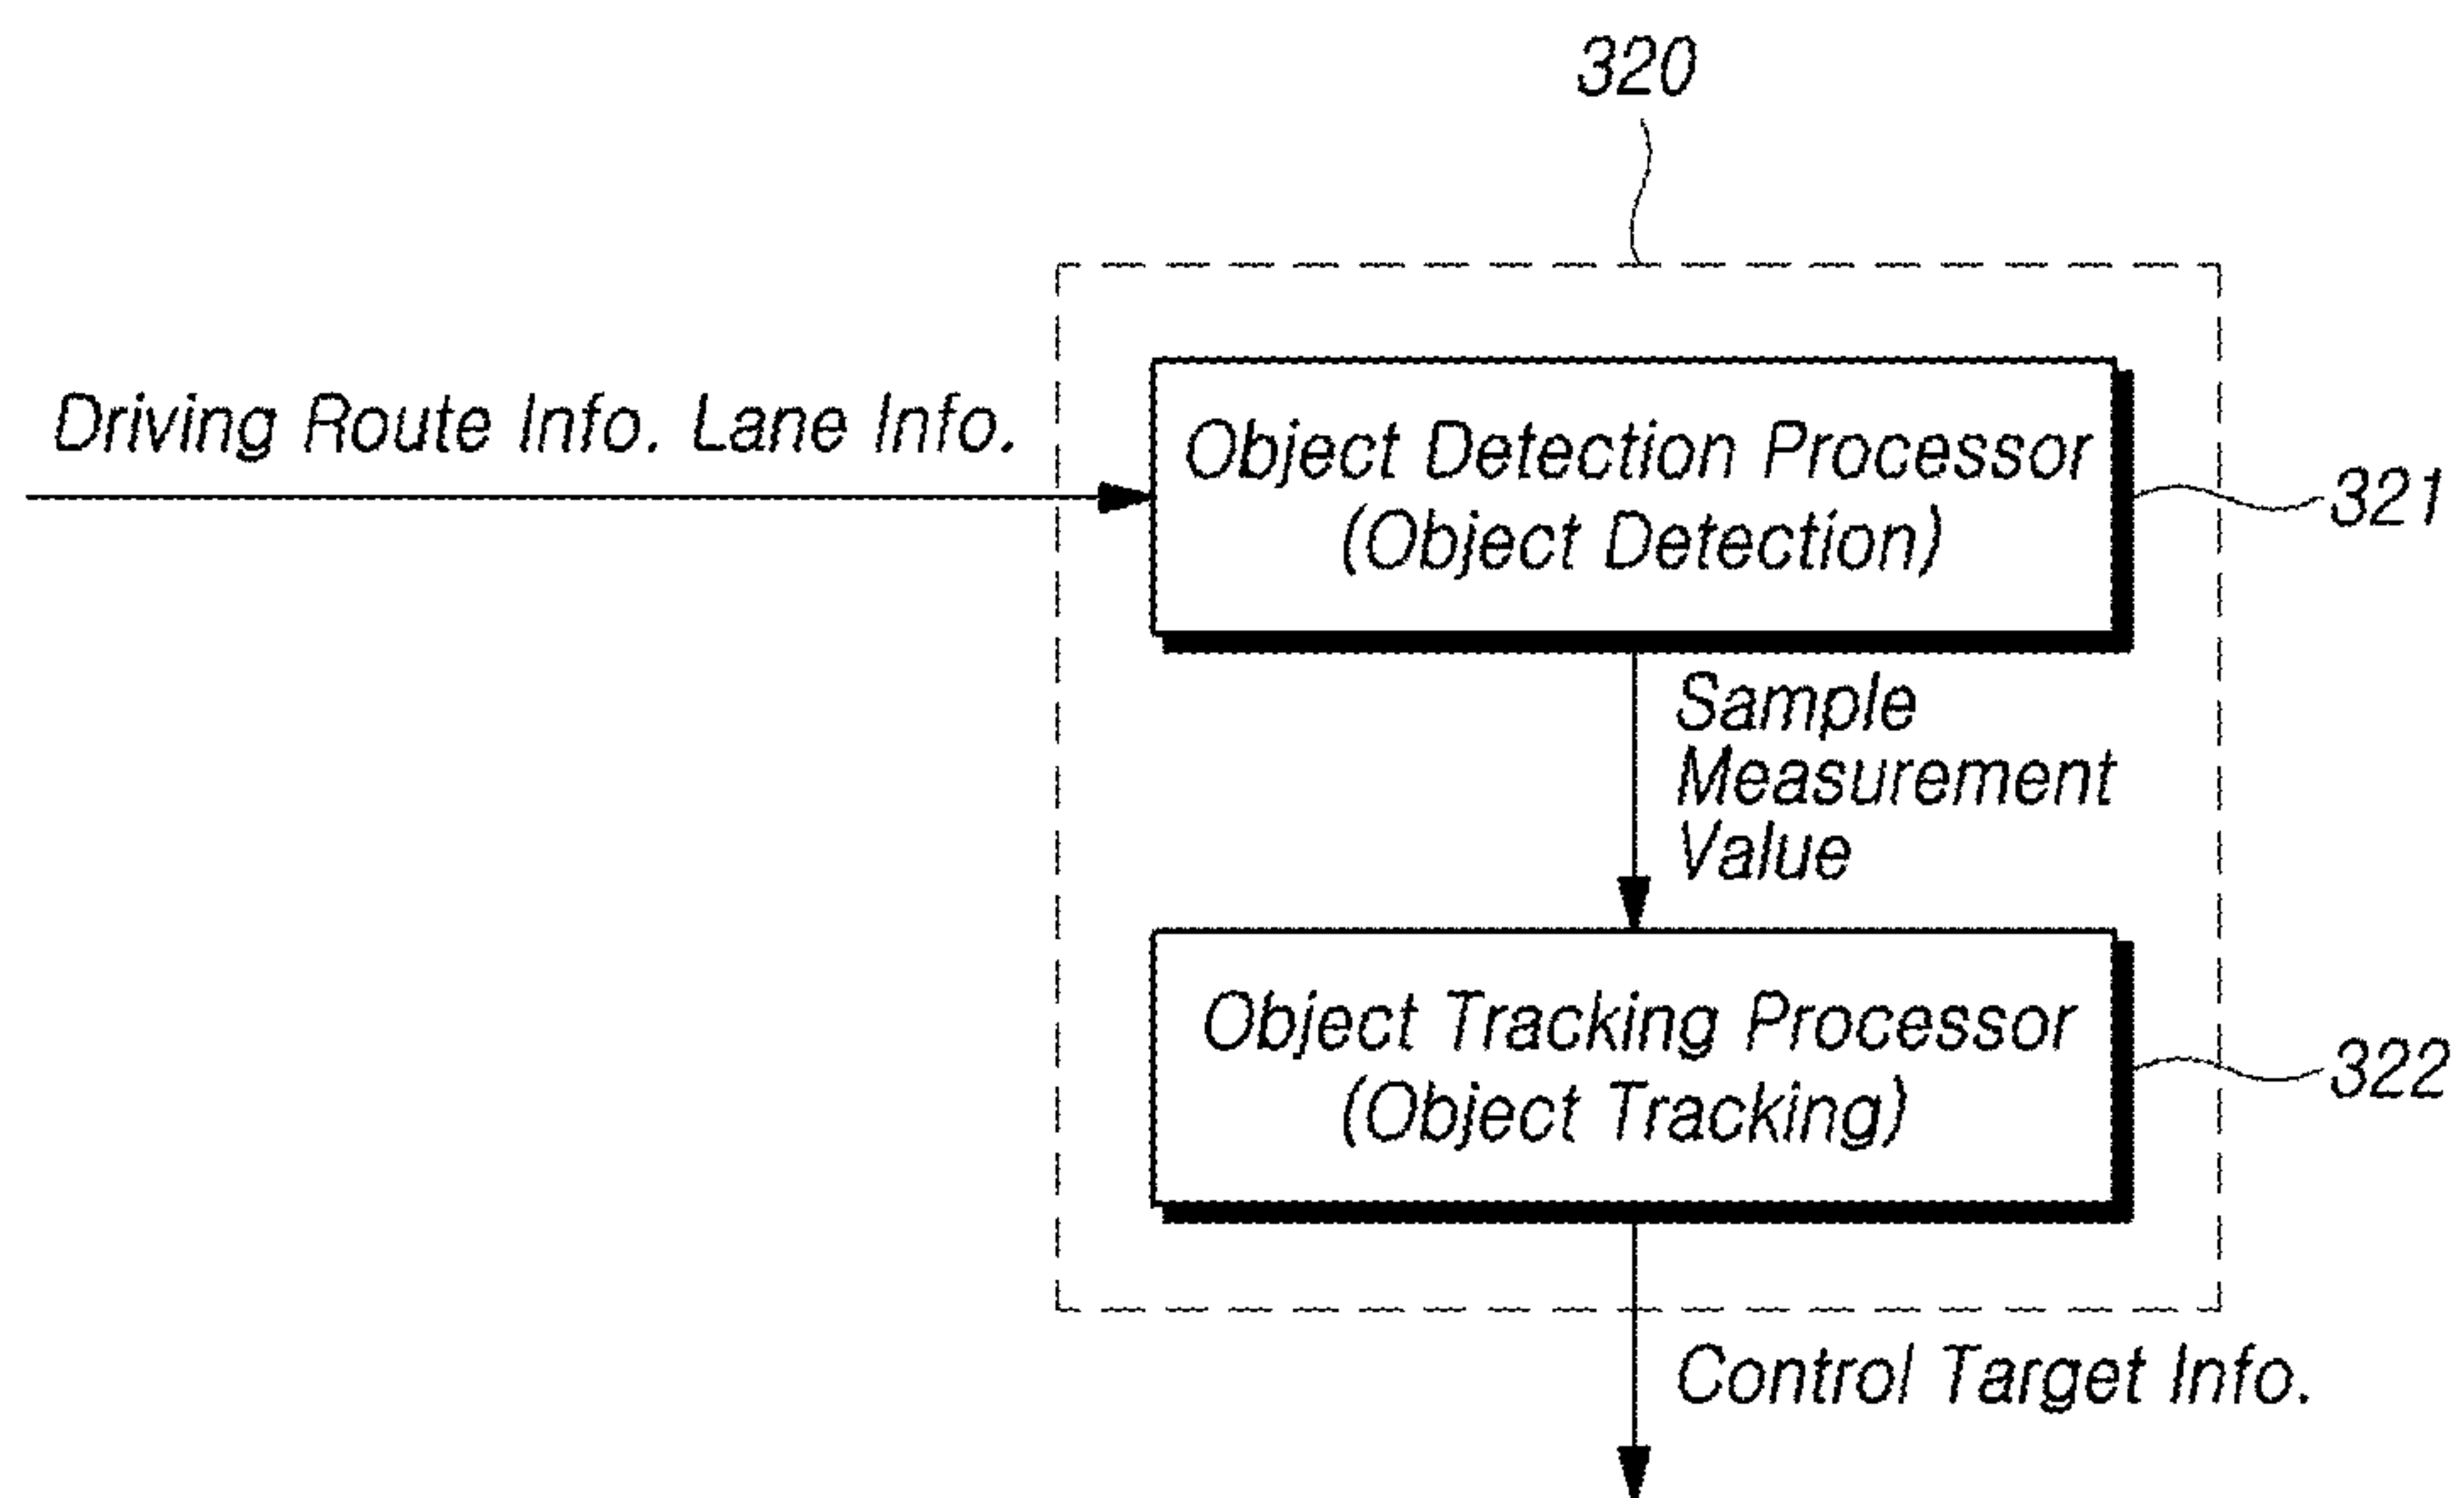 320
Driving Route Info. Lane Info.
Object Detection Processor
(Object Detection)
321
Sample
Measurement
Value
Object Tracking Processor
(Object Tracking)
322
Control Target Info.